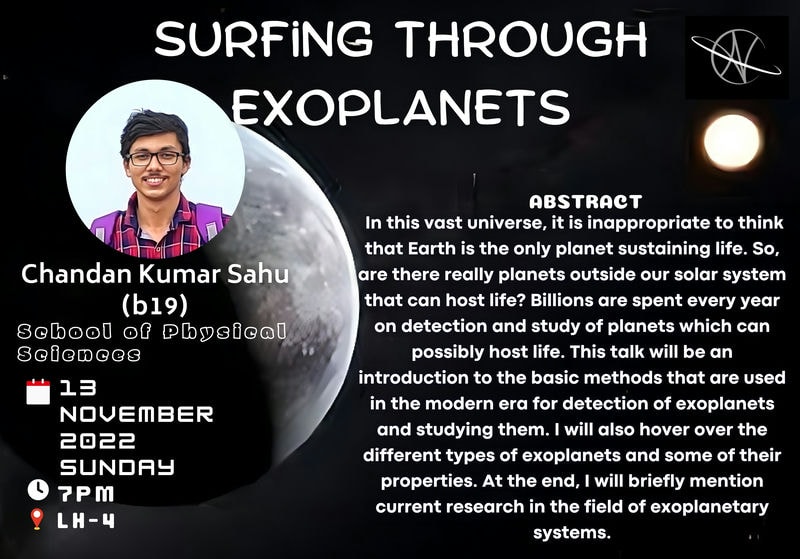 SURFiNG THROUGH
EXOPLANETS
Chandan Kumar Sahu
(b19)
School of Physical
Sciences
13
NOVEMBER
2022
SUNDAY
7PM
LH-4
ABSTRACT
In this vast universe, it is inappropriate to think
that Earth is the only planet sustaining life. So,
are there really planets outside our solar system
that can host life? Billions are spent every year
on detection and study of planets which can
possibly host life. This talk will be an
introduction to the basic methods that are used
in the modern era for detection of exoplanets
and studying them. I will also hover over the
different types of exoplanets and some of their
properties. At the end, I will briefly mention
current research in the field of exoplanetary
systems.